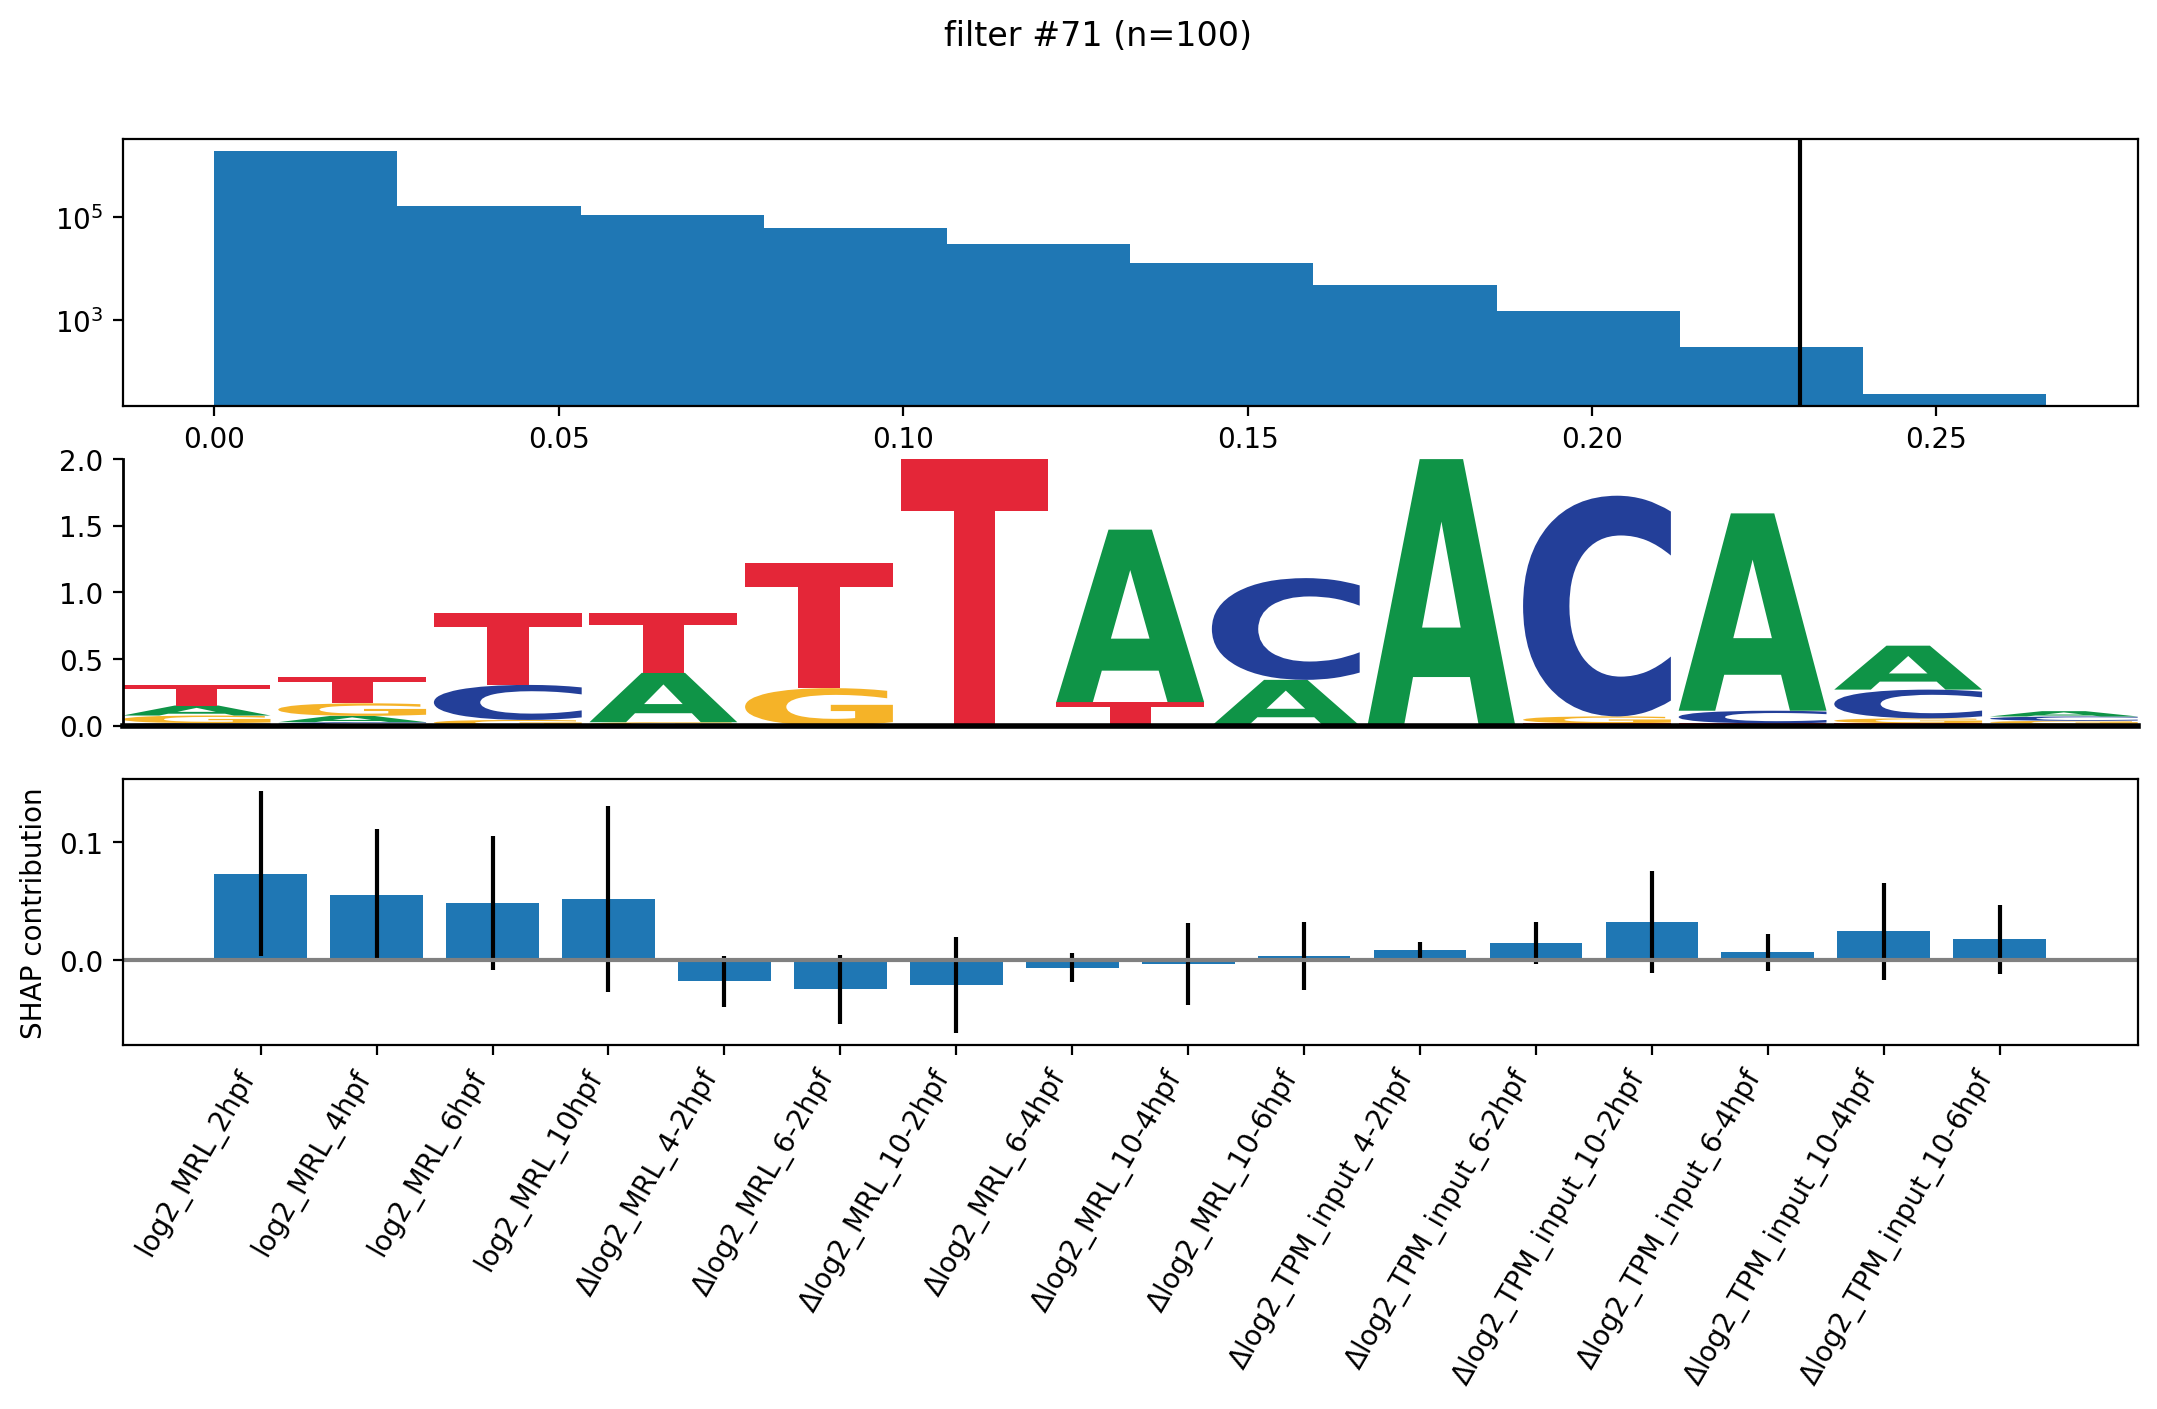 filter #71 (n=100)
10^5
10^3
0.00 0.05 0.10 0.15 0.20 0.25
2.0
1.5
1.0
0.5
0.0
T A G
T G A
T C
T A
T G
T
A T
C A
A
C G
A C
A C G
A C
SHAP contribution
0.1
0.0
log2_MRL_2hpf
log2_MRL_4hpf
log2_MRL_6hpf
log2_MRL_10hpf
Δlog2_MRL_4-2hpf
Δlog2_MRL_6-2hpf
Δlog2_MRL_10-2hpf
Δlog2_MRL_6-4hpf
Δlog2_MRL_10-4hpf
Δlog2_MRL_10-6hpf
Δlog2_TPM_input_4-2hpf
Δlog2_TPM_input_6-2hpf
Δlog2_TPM_input_10-2hpf
Δlog2_TPM_input_6-4hpf
Δlog2_TPM_input_10-4hpf
Δlog2_TPM_input_10-6hpf